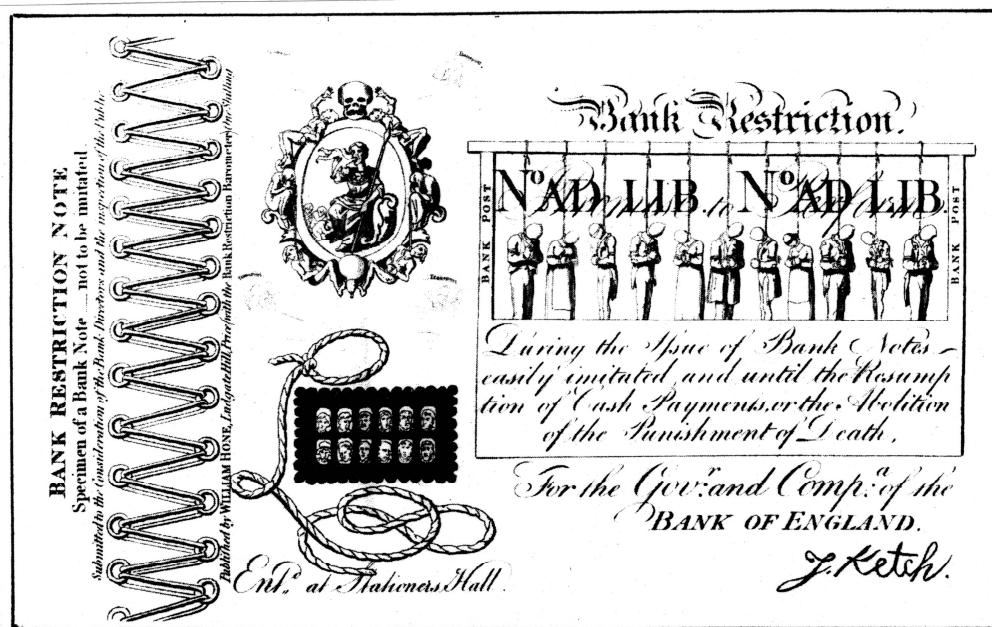 BANK RESTRICTION NOTE
Specimen of a Bank Note _ not to be imitated
Submitted to the Consideration of the Bank Directors and the inspection of the Public
Published by WILLIAM HONE, Ludgate Hill, Price with the Bank Restriction Barometer One Shilling
Bank Restriction.
BANK POST
No AD LIB. No AD LIB.
to Perform
BANK POST
During the Issue of Bank Notes –
easily imitated, and until the Resump
tion of Cash Payments, or the Abolition
of the Punishment of Death,
For the Govr. and Compa. of the
BANK OF ENGLAND.
J. Ketch.
Entd. at Stationers Hall.